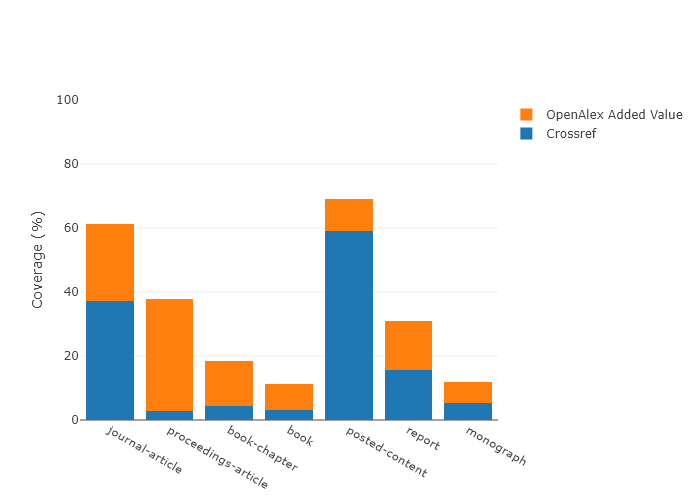 100
80
60
40
20
0
Coverage (%)
journal-article
proceedings-article
book-chapter
book
posted-content
report
monograph
OpenAlex Added Value
Crossref